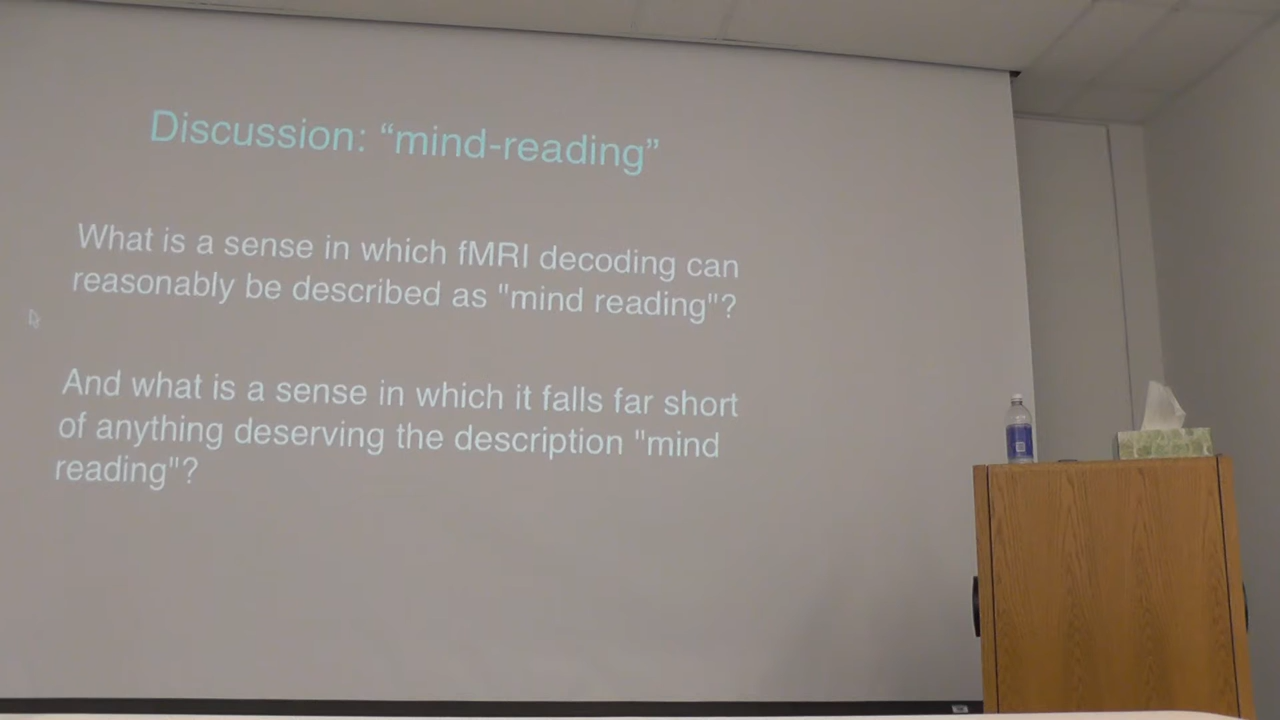 Discussion: “mind-reading”
What is a sense in which fMRI decoding can
reasonably be described as "mind reading"?
And what is a sense in which it falls far short
of anything deserving the description "mind
reading"?